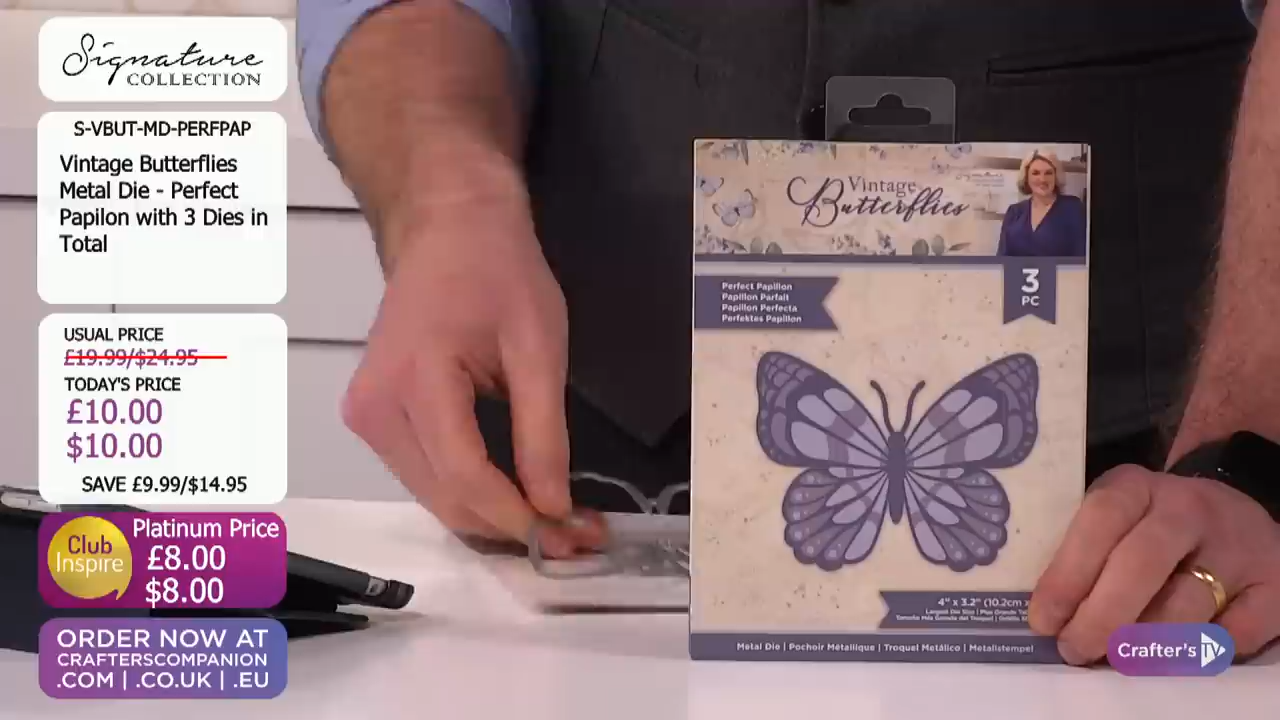 Signature
COLLECTION
S-VBUT-MD-PERFPAP
Vintage Butterflies
Metal Die - Perfect
Papilon with 3 Dies in
Total
USUAL PRICE
£19.99/$24.95
TODAY'S PRICE
£10.00
$10.00
SAVE £9.99/$14.95
Club
Inspire
Platinum Price
£8.00
$8.00
ORDER NOW AT
CRAFTERSCOMPANION
.COM | .CO.UK | .EU
Vintage
Butterflies
3
PC
Perfect Papillon
Papillon Parfait
Papillon Perfecta
Perfektes Papillon
4" x 3.2" (10.2cm x
Largest Die Size |
Metal Die | Pochoir Métallique | Troquel Metálico | Metallstempel
Crafter's TV